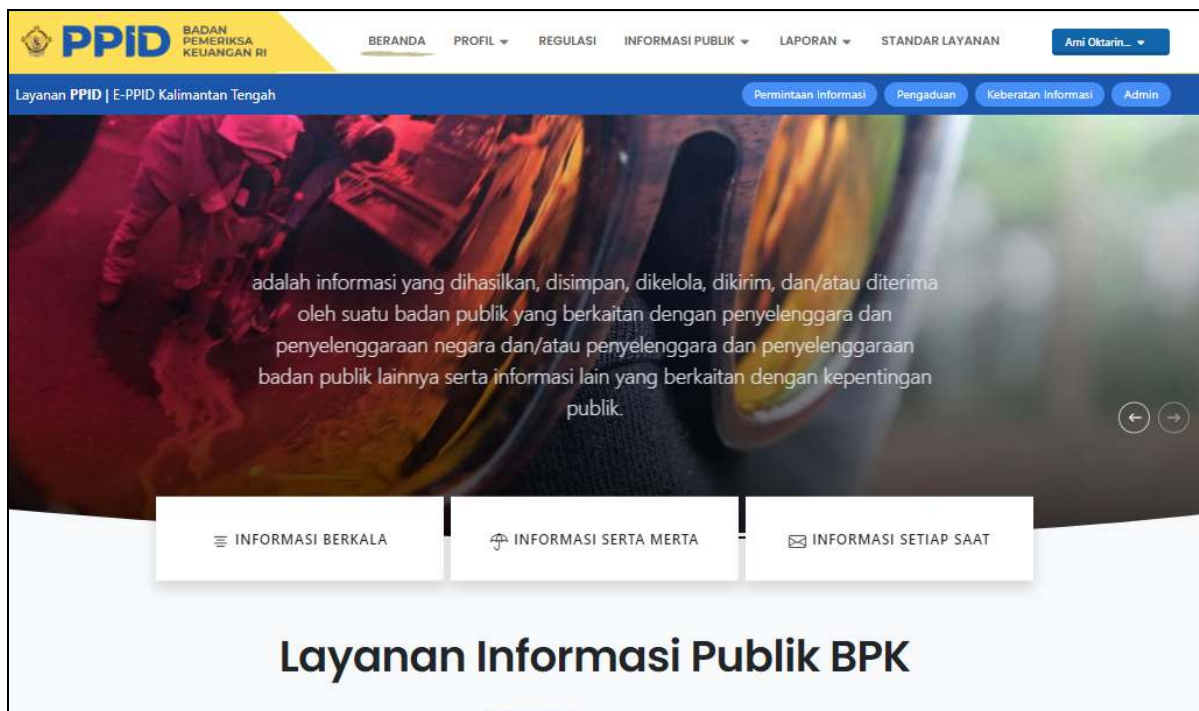 PPID BADAN PEMERIKSA KEUANGAN RI
BERANDA PROFIL REGULASI INFORMASI PUBLIK LAPORAN STANDAR LAYANAN Arni Oktarin...
Layanan PPID | E-PPID Kalimantan Tengah Permintaan Informasi Pengaduan Keberatan Informasi Admin
adalah informasi yang dihasilkan, disimpan, dikelola, dikirim, dan/atau diterima
oleh suatu badan publik yang berkaitan dengan penyelenggara dan
penyelenggaraan negara dan/atau penyelenggara dan penyelenggaraan
badan publik lainnya serta informasi lain yang berkaitan dengan kepentingan
publik.
INFORMASI BERKALA INFORMASI SERTA MERTA INFORMASI SETIAP SAAT
Layanan Informasi Publik BPK